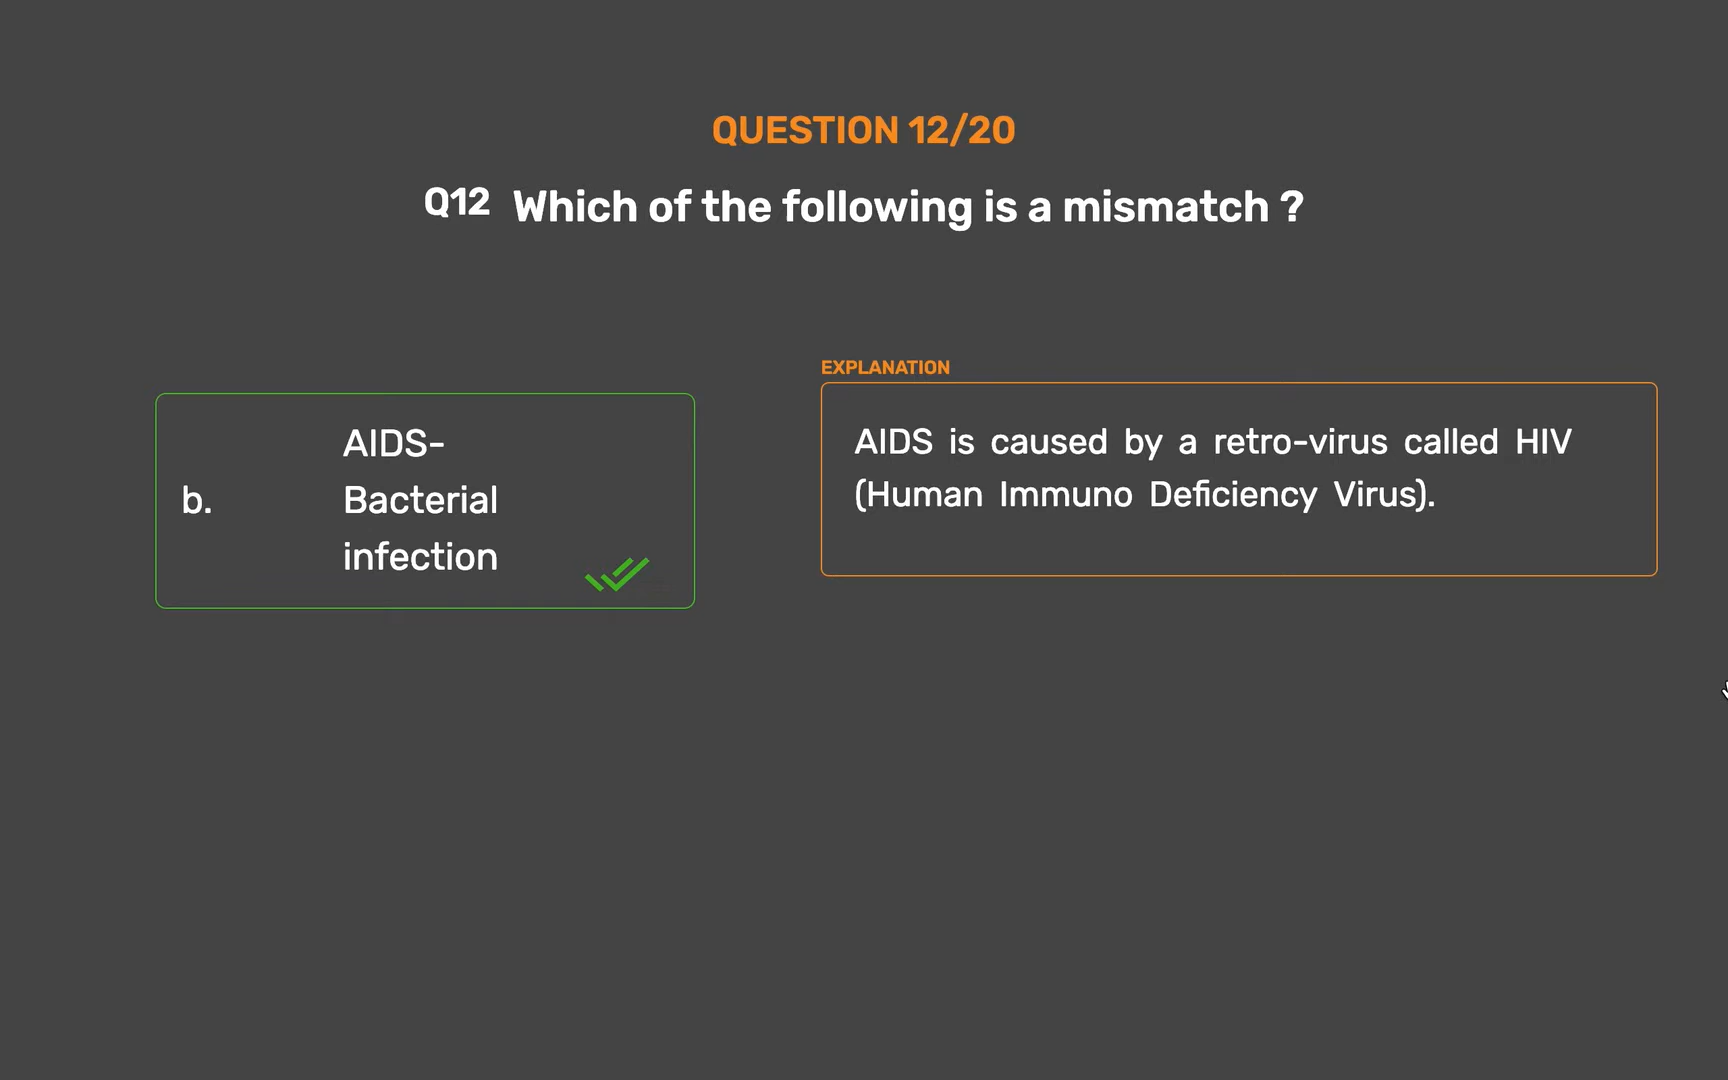 QUESTION 12/20
Q12 Which of the following is a mismatch ?
b. AIDS-
Bacterial
infection
EXPLANATION
AIDS is caused by a retro-virus called HIV
(Human Immuno Deficiency Virus).